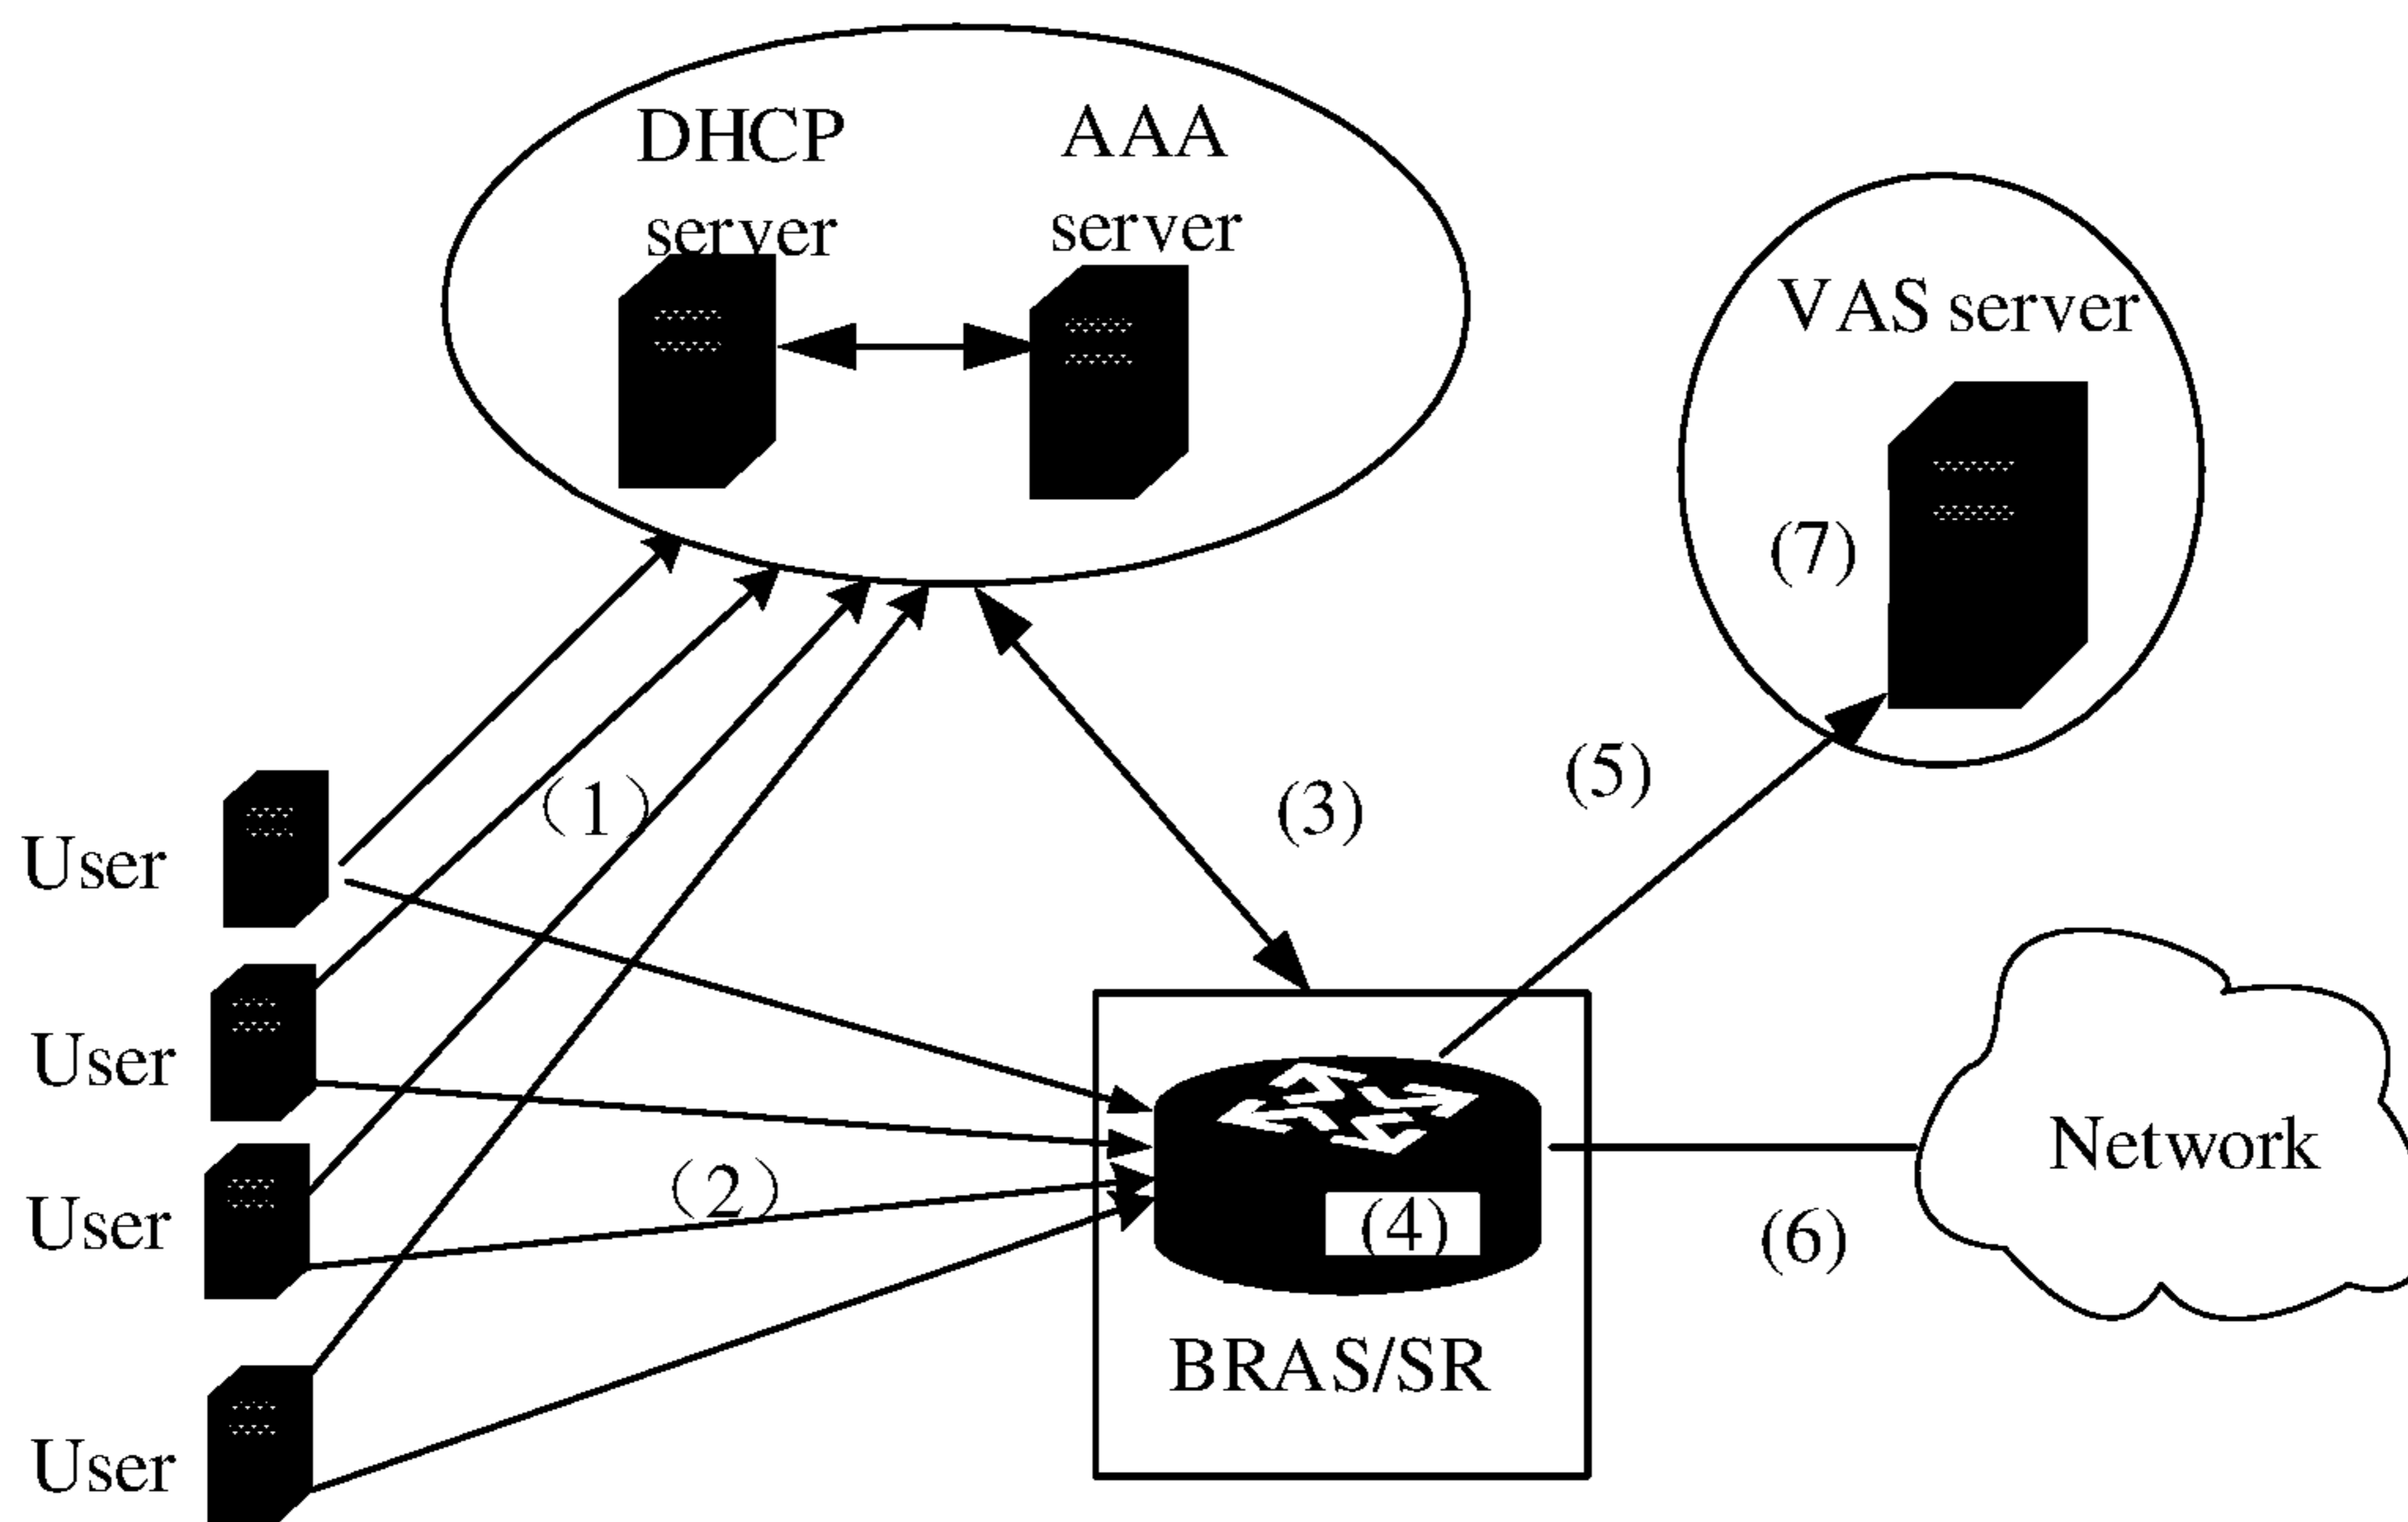 DHCP
server
AAA
server
VAS server
(7)
(5)
(3)
(1)
User
User
(2)
User
User
(4)
BRAS/SR
Network
(6)